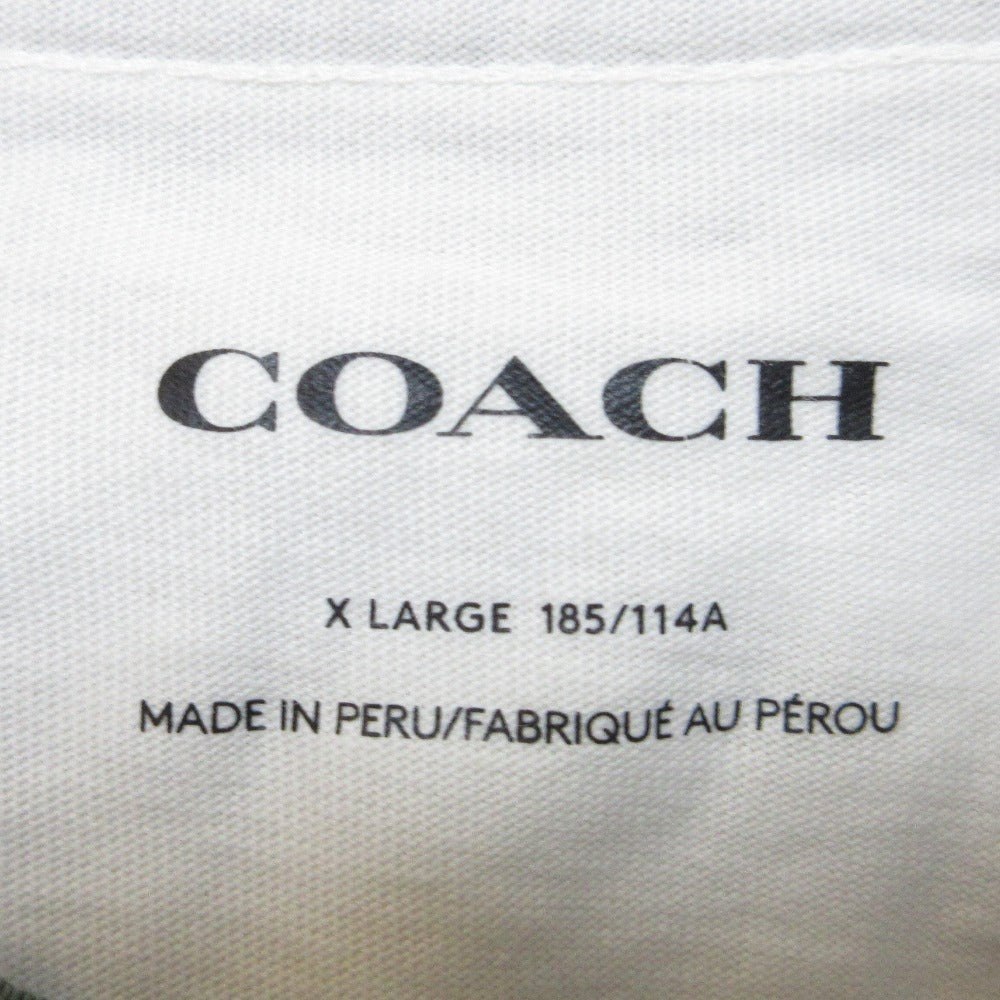 COACH
X LARGE 185/114A
MADE IN PERU/FABRIQUÉ AU PÉROU